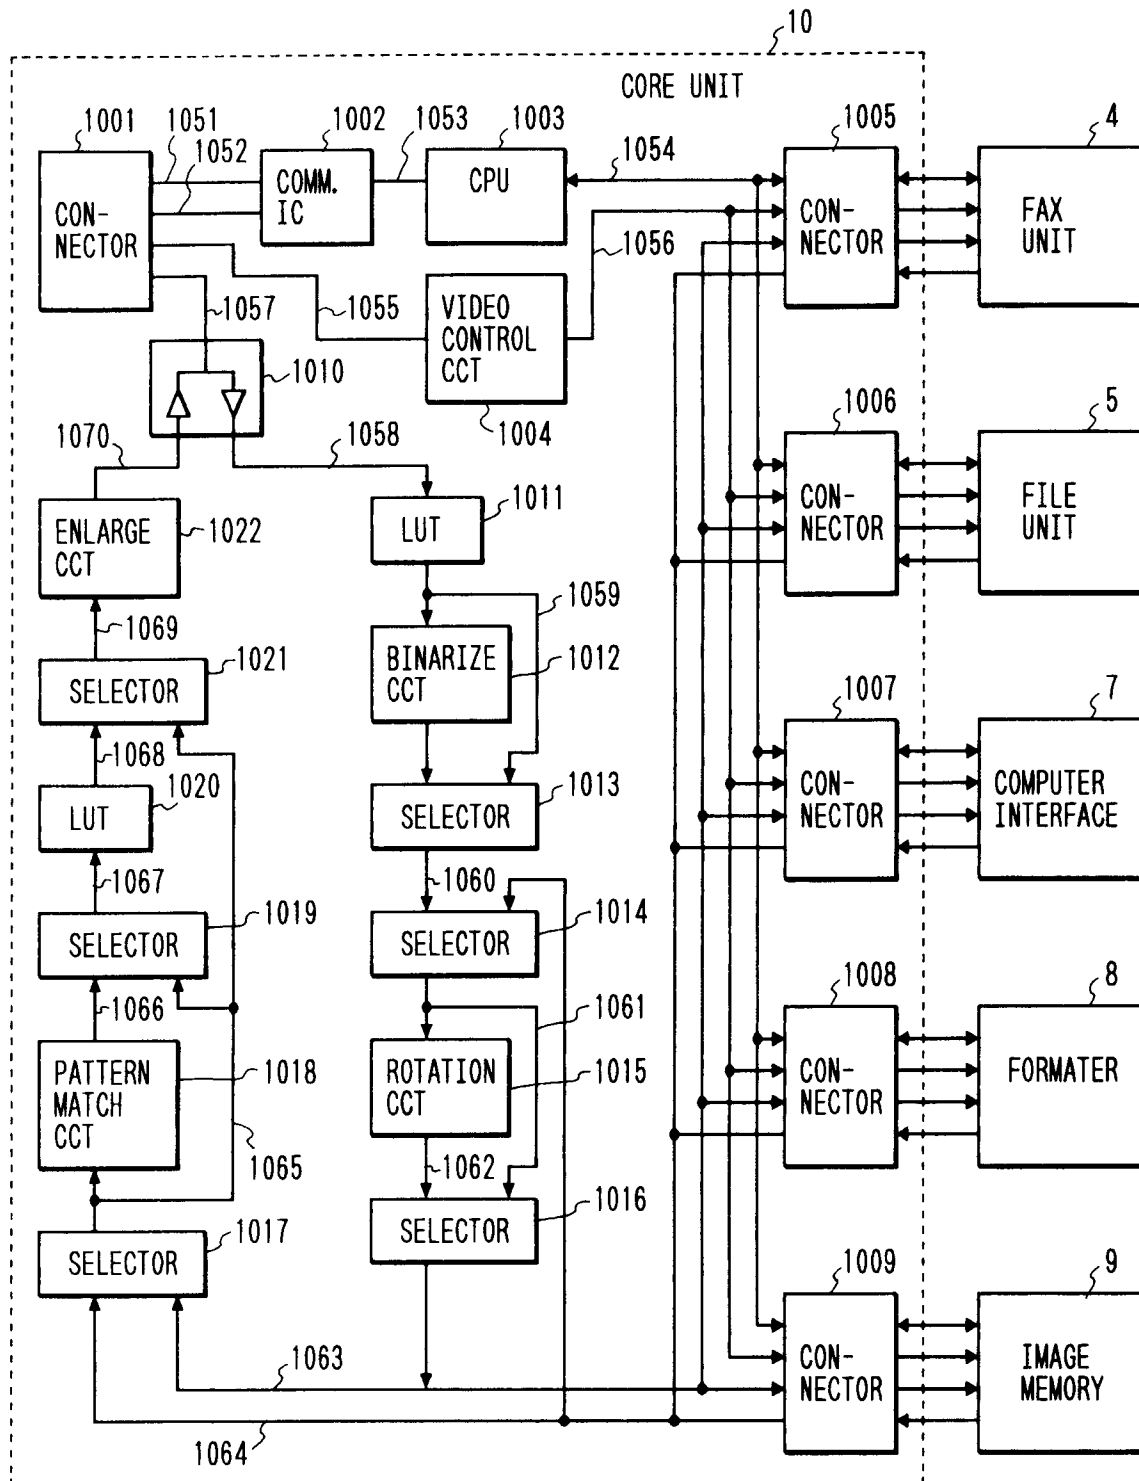 10
CORE UNIT
1001
1051
1052
1002
1053
1003
1054
1005
4
CON-
NECTOR
COMM.
IC
CPU
CON-
NECTOR
FAX
UNIT
1056
1057
1055
VIDEO
CONTROL
CCT
1004
1010
1070
1058
1006
5
ENLARGE
CCT
1022
LUT
1011
CON-
NECTOR
FILE
UNIT
1059
1069
1021
SELECTOR
BINARIZE
CCT
1012
1007
7
1068
1020
LUT
SELECTOR
1013
CON-
NECTOR
COMPUTER
INTERFACE
1067
1060
1019
SELECTOR
SELECTOR
1014
1066
1061
1008
8
PATTERN
MATCH
CCT
1018
ROTATION
CCT
1015
CON-
NECTOR
FORMATER
1065
1062
1016
SELECTOR
1017
SELECTOR
1009
9
1063
CON-
NECTOR
IMAGE
MEMORY
1064